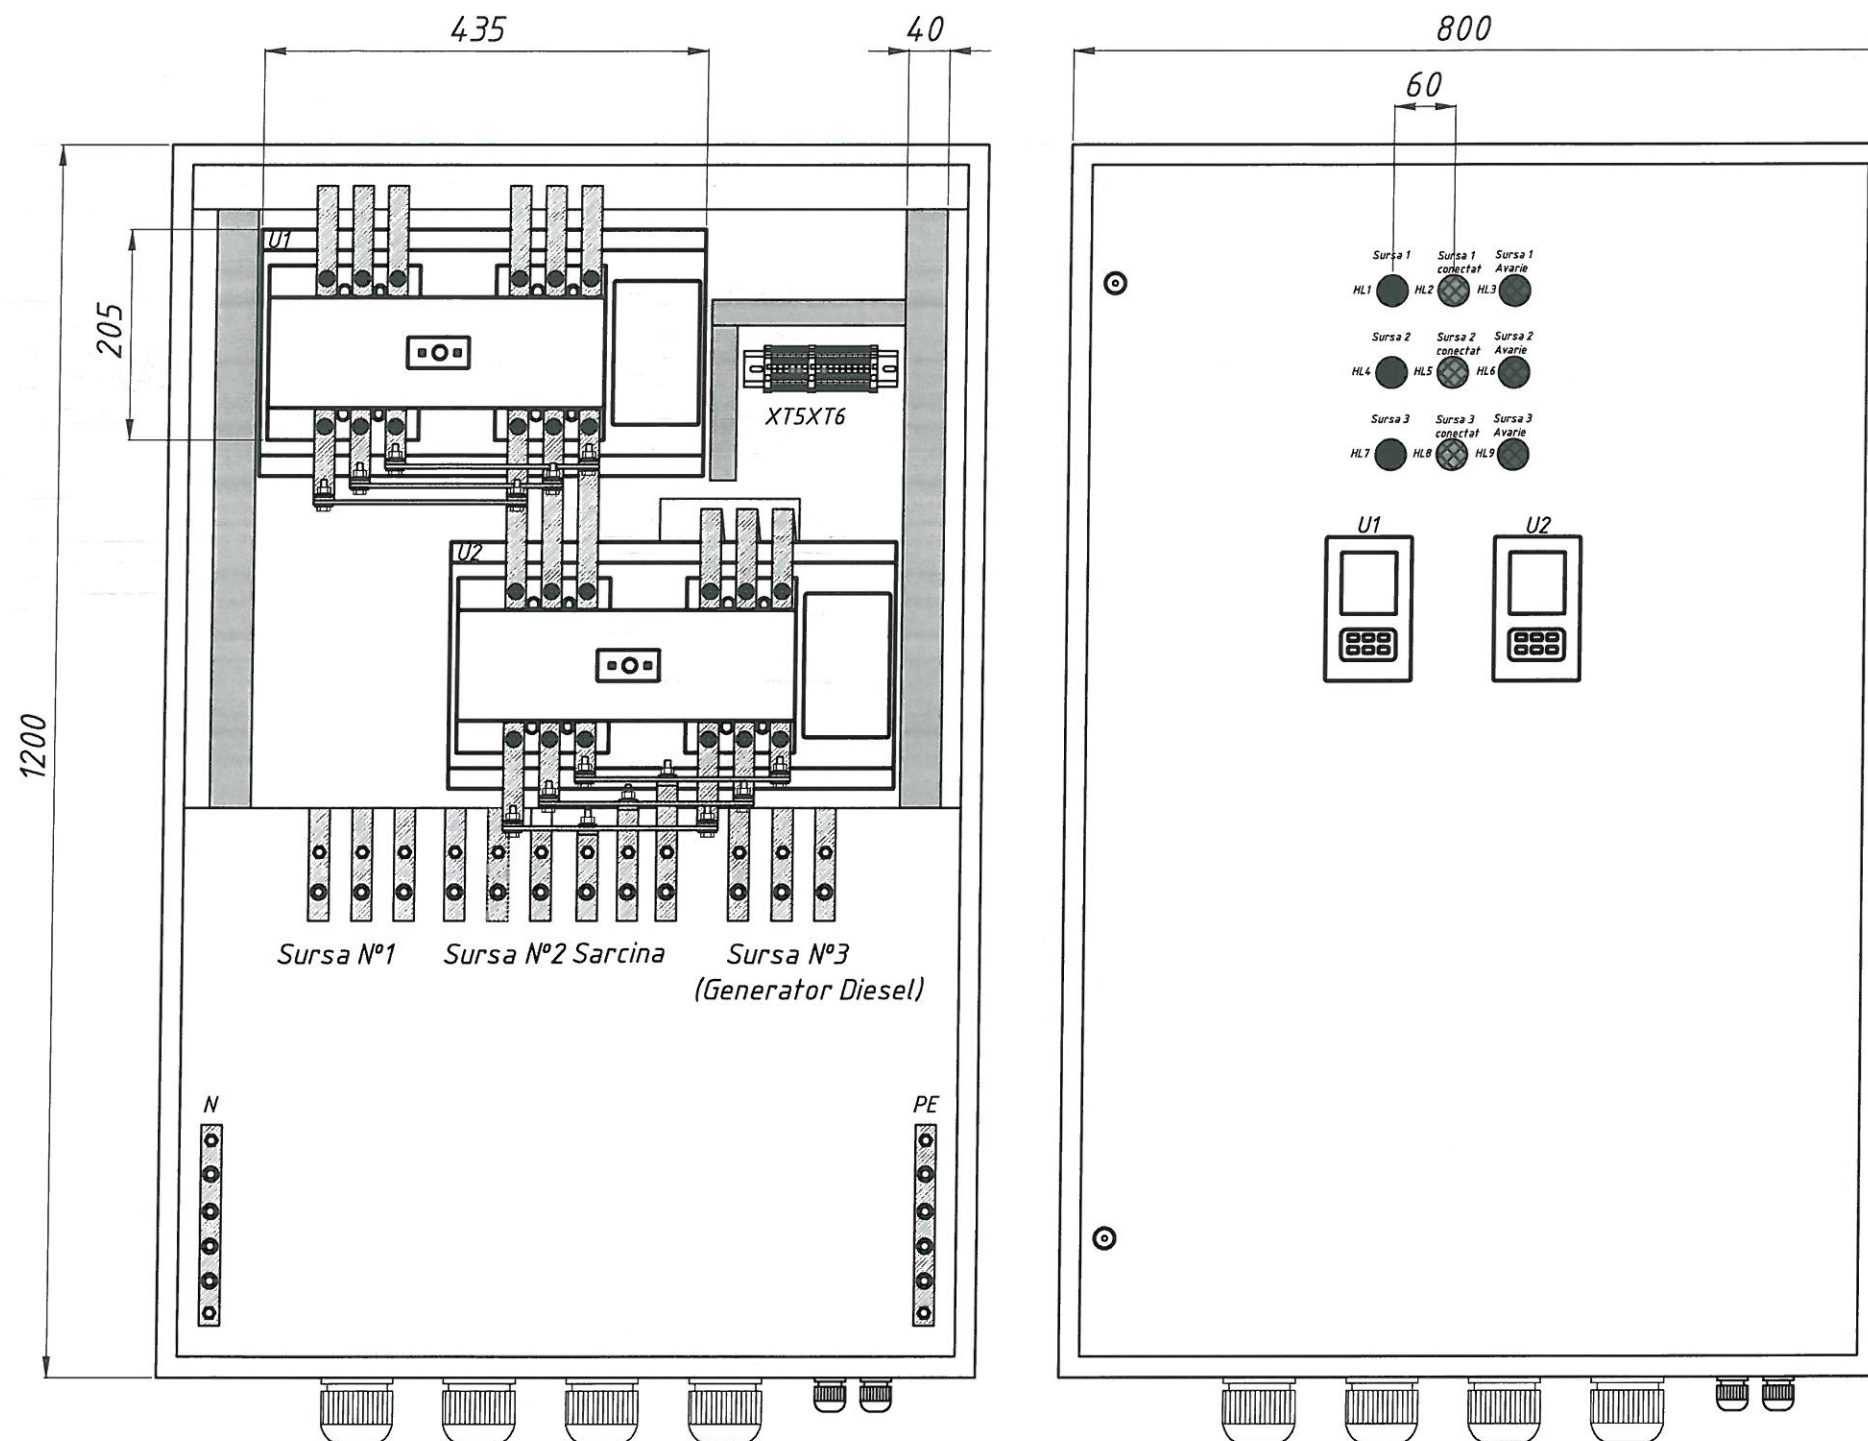 435
40
800
60
1200
205
U1
XT5XT6
U2
Sursa Nº1
Sursa Nº2
Sarcina
Sursa Nº3
(Generator Diesel)
N
PE
Sursa 1
Sursa 1
conectat
Sursa 1
Avarie
HL1
HL2
HL3
Sursa 2
Sursa 2
conectat
Sursa 2
Avarie
HL4
HL5
HL6
Sursa 3
Sursa 3
conectat
Sursa 3
Avarie
HL7
HL8
HL9
U1
U2